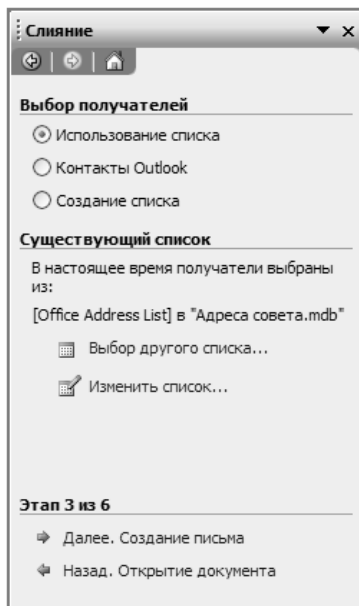 Слияние
Выбор получателей
Использование списка
Контакты Outlook
Создание списка
Существующий список
В настоящее время получатели выбраны
из:
[Office Address List] в "Адреса совета.mdb"
Выбор другого списка...
Изменить список...
Этап 3 из 6
Далее. Создание письма
Назад. Открытие документа